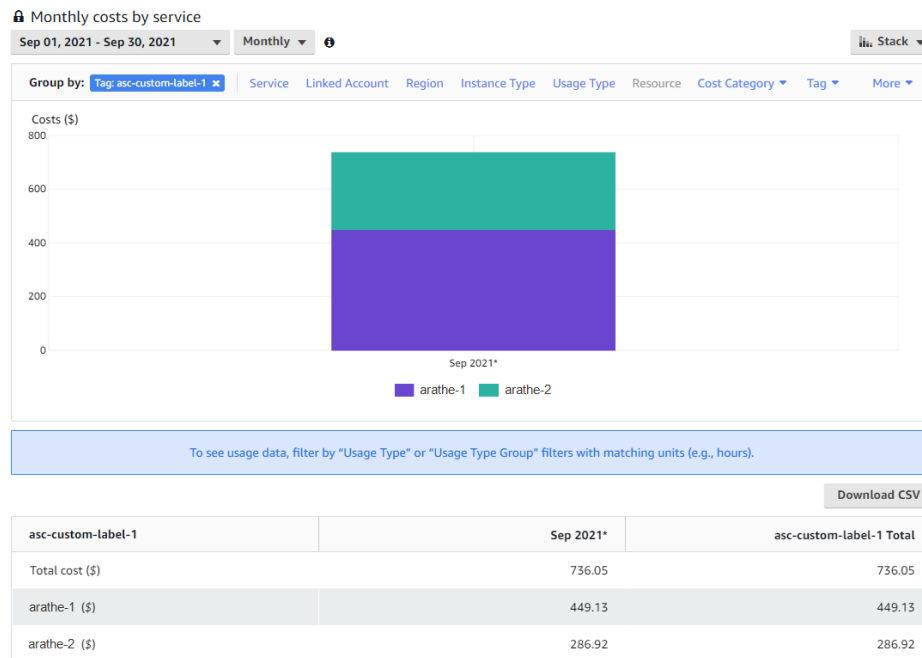 Monthly costs by service
Sep 01, 2021 - Sep 30, 2021 Monthly Stack
Group by: Tag: asc-custom-label-1 Service Linked Account Region Instance Type Usage Type Resource Cost Category Tag More
Costs ($)
800
600
400
200
0
Sep 2021*
arathe-1 arathe-2
To see usage data, filter by “Usage Type” or “Usage Type Group” filters with matching units (e.g., hours).
Download CSV
asc-custom-label-1 Sep 2021* asc-custom-label-1 Total
Total cost ($) 736.05 736.05
arathe-1 ($) 449.13 449.13
arathe-2 ($) 286.92 286.92